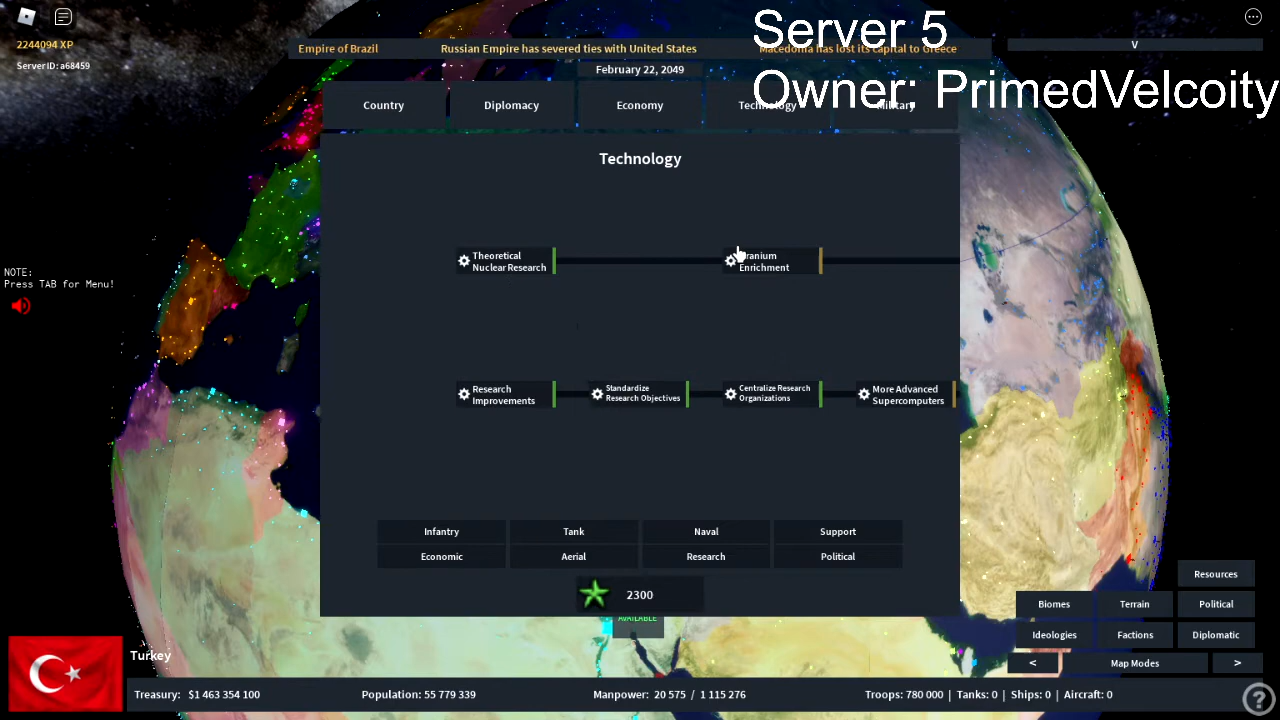 Server 5
Owner: PrimedVelcoity
2244094 XP
ServerID: a68459
Empire of Brazil
Russian Empire has severed ties with United States
Macedonia has lost its capital to Greece
V
February 22, 2049
Country
Diplomacy
Economy
Technology
Military
Technology
Theoretical
Nuclear Research
Uranium
Enrichment
NOTE:
Press TAB for Menu!
Research
Improvements
Standardize
Research Objectives
Centralize Research
Organizations
More Advanced
Supercomputers
Infantry
Tank
Naval
Support
Economic
Aerial
Research
Political
2300
AVAILABLE
Resources
Biomes
Terrain
Political
Ideologies
Factions
Diplomatic
<
Map Modes
>
Turkey
Treasury: $1 463 354 100
Population: 55 779 339
Manpower: 20 575 / 1 115 276
Troops: 780 000 | Tanks: 0 | Ships: 0 | Aircraft: 0
?